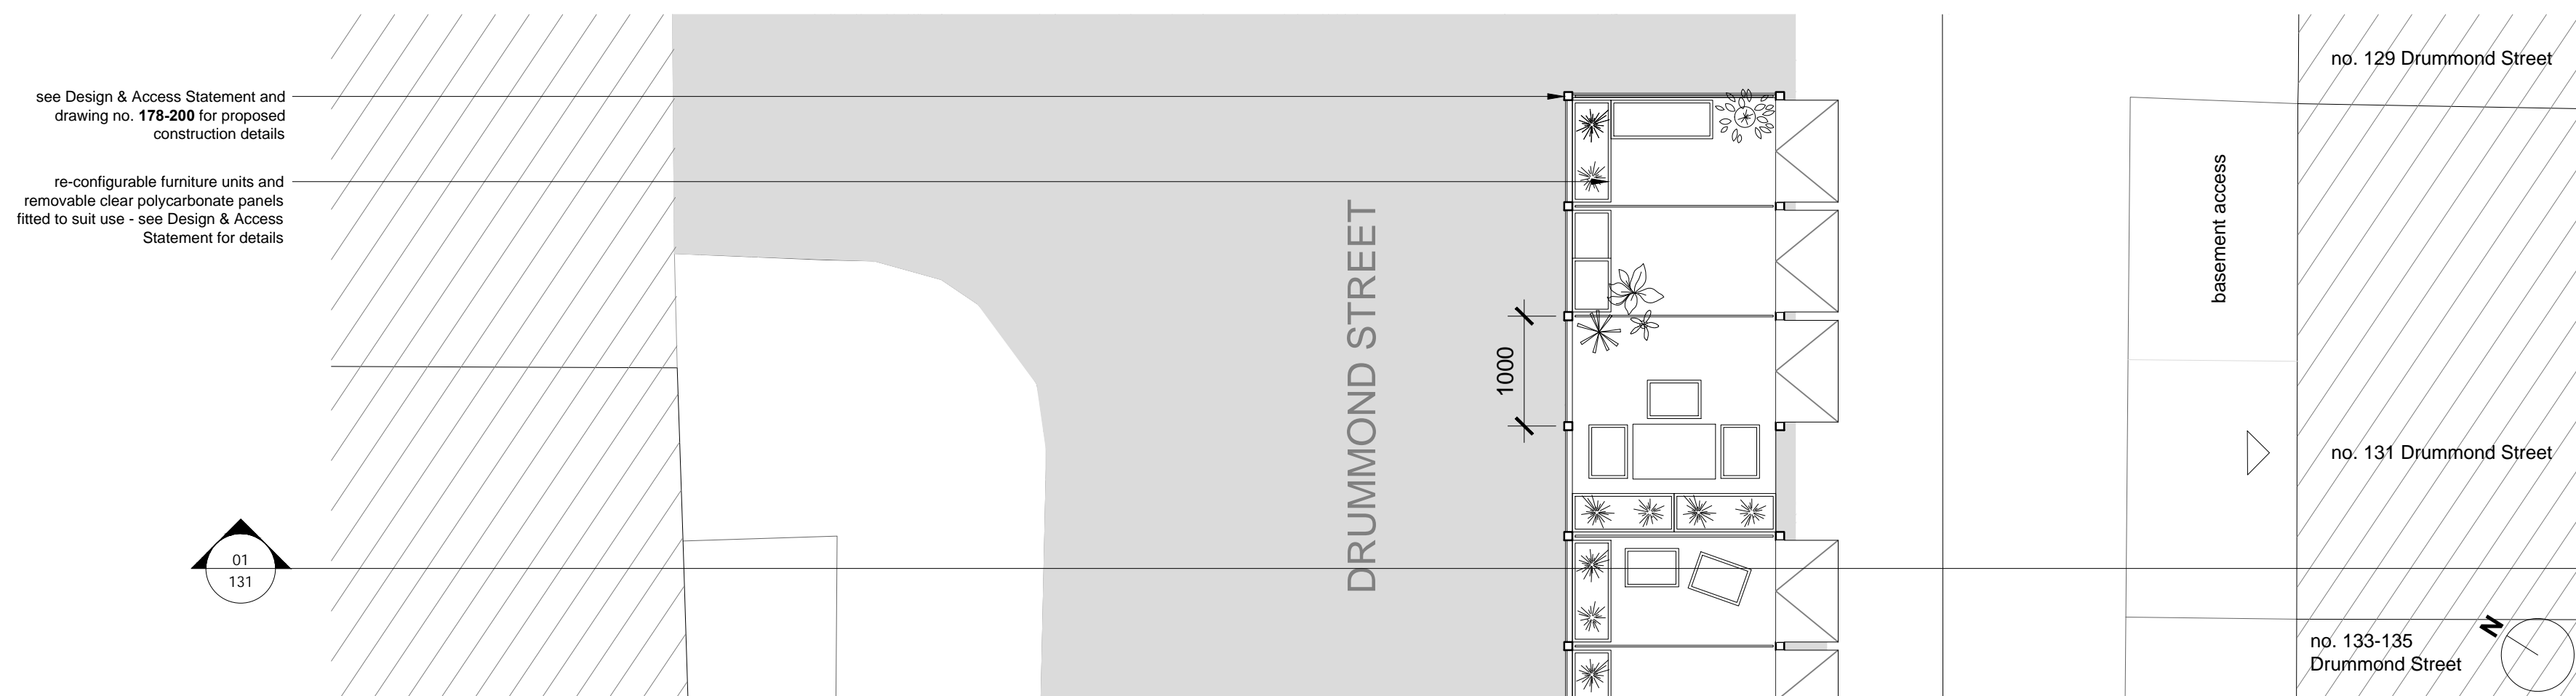 see Design & Access Statement and
drawing no. 178-200 for proposed
construction details
re-configurable furniture units and
removable clear polycarbonate panels
fitted to suit use - see Design & Access
Statement for details
01
131
DRUMMOND STREET
1000
basement access
no. 129 Drummond Street
no. 131 Drummond Street
no. 133-135
Drummond Street
N